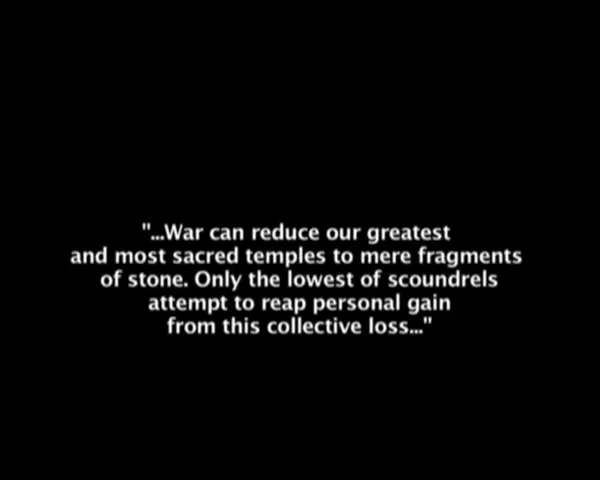 "...War can reduce our greatest
and most sacred temples to mere fragments
of stone. Only the lowest of scoundrels
attempt to reap personal gain
from this collective loss..."